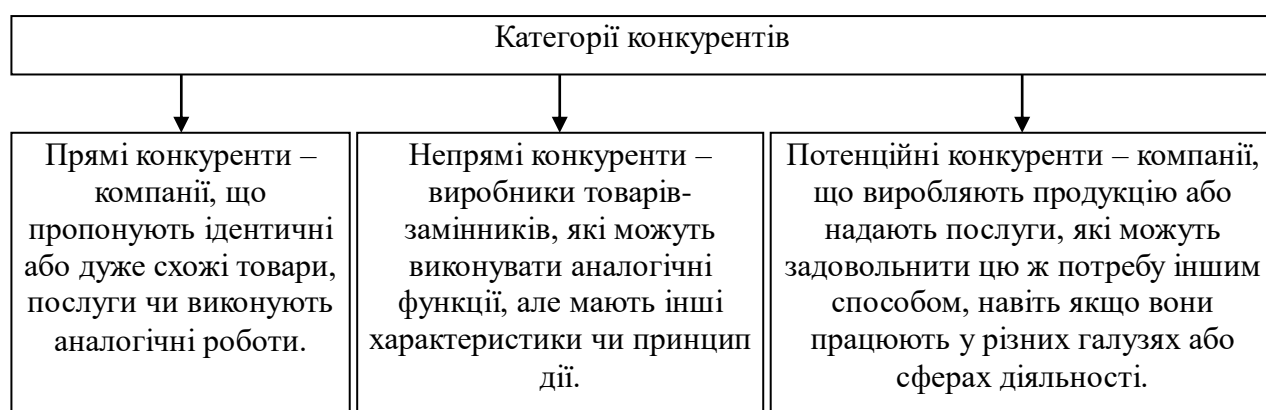 Категорії конкурентів
Прямі конкуренти –
компанії, що
пропонують ідентичні
або дуже схожі товари,
послуги чи виконують
аналогічні роботи.
Непрямі конкуренти –
виробники товарів-
замінників, які можуть
виконувати аналогічні
функції, але мають інші
характеристики чи принцип
дії.
Потенційні конкуренти – компанії,
що виробляють продукцію або
надають послуги, які можуть
задовольнити цю ж потребу іншим
способом, навіть якщо вони
працюють у різних галузях або
сферах діяльності.